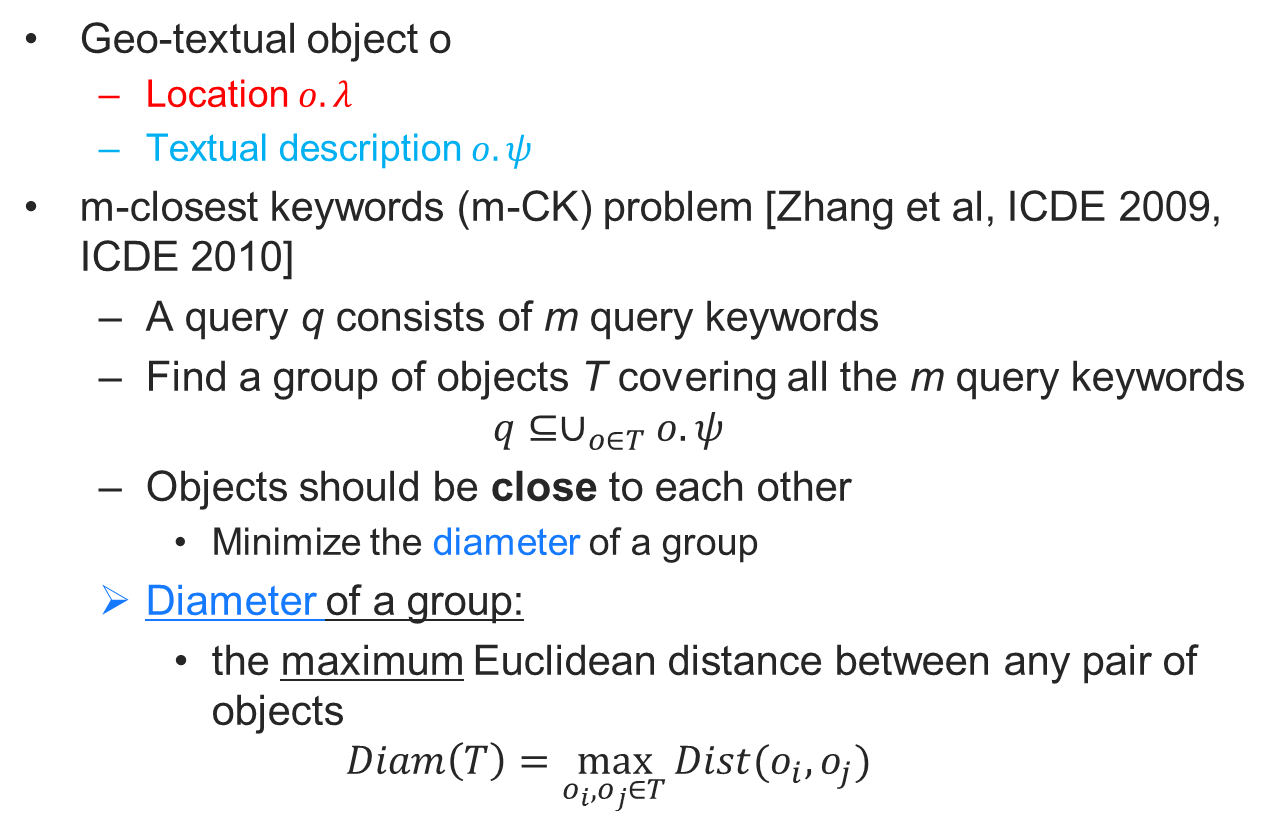 • Geo-textual object o
– Location 𝑜. 𝜆
– Textual description 𝑜. 𝜓
• m-closest keywords (m-CK) problem [Zhang et al, ICDE 2009,
ICDE 2010]
– A query q consists of m query keywords
– Find a group of objects T covering all the m query keywords
𝑞 ⊆∪𝑜∈𝑇 𝑜. 𝜓
– Objects should be close to each other
• Minimize the diameter of a group
➢ Diameter of a group:
• the maximum Euclidean distance between any pair of
objects
𝐷𝑖𝑎𝑚(𝑇) = max 𝐷𝑖𝑠𝑡(𝑜𝑖, 𝑜𝑗)
𝑜𝑖,𝑜𝑗∈𝑇